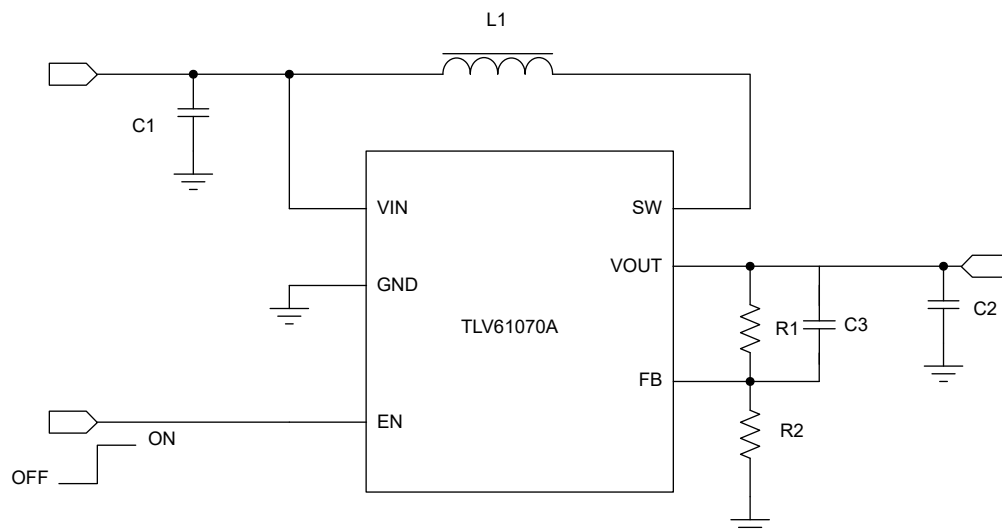 L1
C1
VIN
SW
VOUT
GND
TLV61070A
R1
C3
C2
FB
EN
R2
ON
OFF